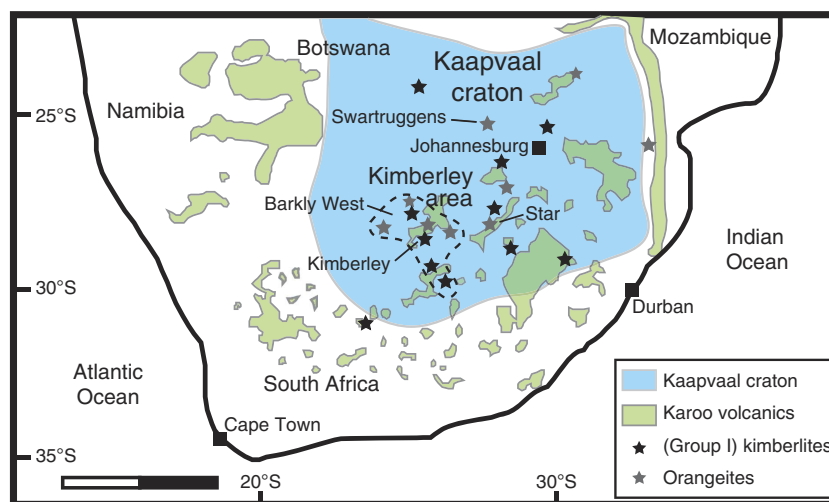 Botswana
Mozambique
Kaapvaal
craton
25°S
Namibia
Swartruggens
Johannesburg
Kimberley
area
Barkly West
Star
Kimberley
Indian
Ocean
30°S
Durban
Atlantic
Ocean
South Africa
Cape Town
35°S
20°S
30°S
Kaapvaal craton
Karoo volcanics
(Group I) kimberlites
Orangeites